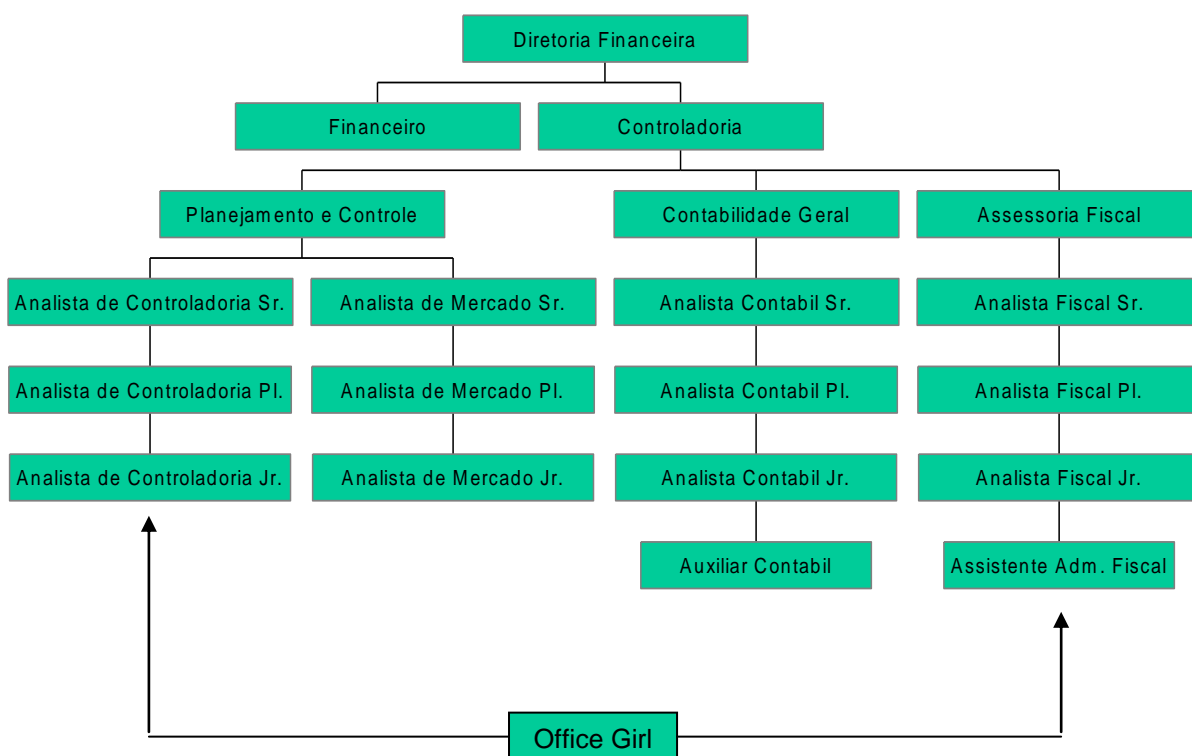 Diretoria Financeira
Financeiro
Controladoria
Planejamento e Controle
Contabilidade Geral
Assessoria Fiscal
Analista de Controladoria Sr.
Analista de Mercado Sr.
Analista Contabil Sr.
Analista Fiscal Sr.
Analista de Controladoria Pl.
Analista de Mercado Pl.
Analista Contabil Pl.
Analista Fiscal Pl.
Analista de Controladoria Jr.
Analista de Mercado Jr.
Analista Contabil Jr.
Analista Fiscal Jr.
Auxiliar Contabil
Assistente Adm. Fiscal
Office Girl